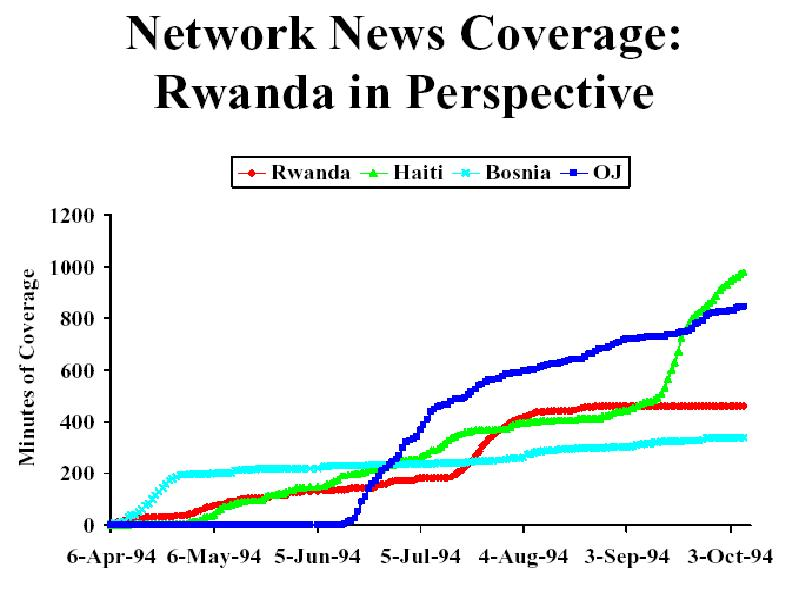 Network News Coverage:
Rwanda in Perspective
Rwanda Haiti Bosnia OJ
Minutes of Coverage
1200
1000
800
600
400
200
0
6-Apr-94 6-May-94 5-Jun-94 5-Jul-94 4-Aug-94 3-Sep-94 3-Oct-94